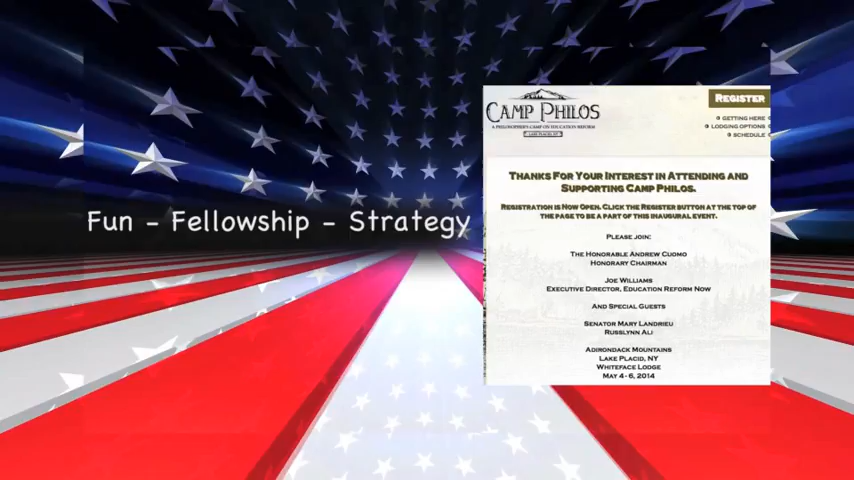 Fun - Fellowship - Strategy
CAMP PHILOS
A PHILOSOPHER'S CAMP ON EDUCATION REFORM
LAKE PLACID, NY
REGISTER
GETTING HERE
LODGING OPTIONS
SCHEDULE
THANKS FOR YOUR INTEREST IN ATTENDING AND
SUPPORTING CAMP PHILOS.
REGISTRATION IS NOW OPEN. CLICK THE REGISTER BUTTON AT THE TOP OF
THE PAGE TO BE A PART OF THIS INAUGURAL EVENT.
PLEASE JOIN:
THE HONORABLE ANDREW CUOMO
HONORARY CHAIRMAN
JOE WILLIAMS
EXECUTIVE DIRECTOR, EDUCATION REFORM NOW
AND SPECIAL GUESTS
SENATOR MARY LANDRIEU
RUSSLYNN ALI
ADIRONDACK MOUNTAINS
LAKE PLACID, NY
WHITEFACE LODGE
MAY 4-6, 2014